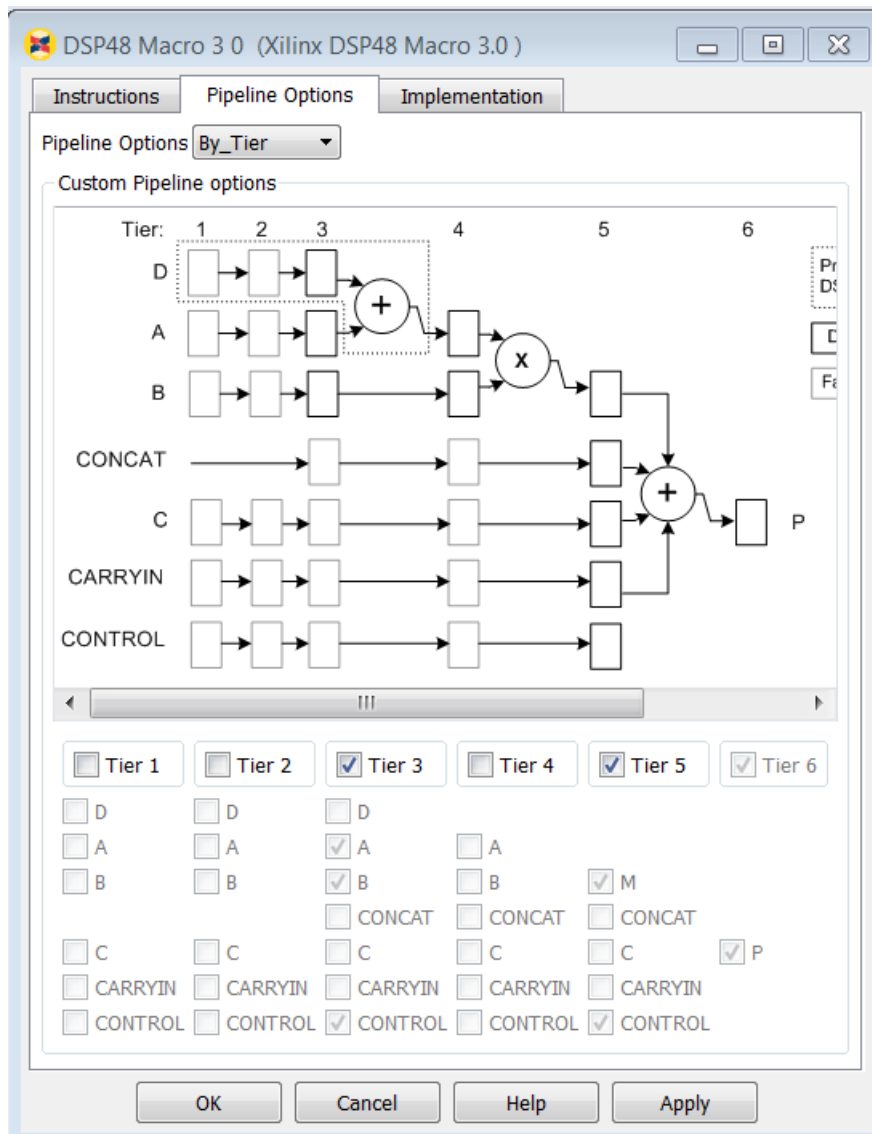 DSP48 Macro 3 0 (Xilinx DSP48 Macro 3.0 )
Instructions Pipeline Options Implementation
Pipeline Options By_Tier
Custom Pipeline options
Tier: 1 2 3 4 5 6
D
+
A
x
B
CONCAT
+
C P
CARRYIN
CONTROL
Tier 1 Tier 2 Tier 3 Tier 4 Tier 5 Tier 6
D D D
A A A A
B B B B M
CONCAT CONCAT CONCAT
C C C C C P
CARRYIN CARRYIN CARRYIN CARRYIN CARRYIN
CONTROL CONTROL CONTROL CONTROL CONTROL
OK Cancel Help Apply